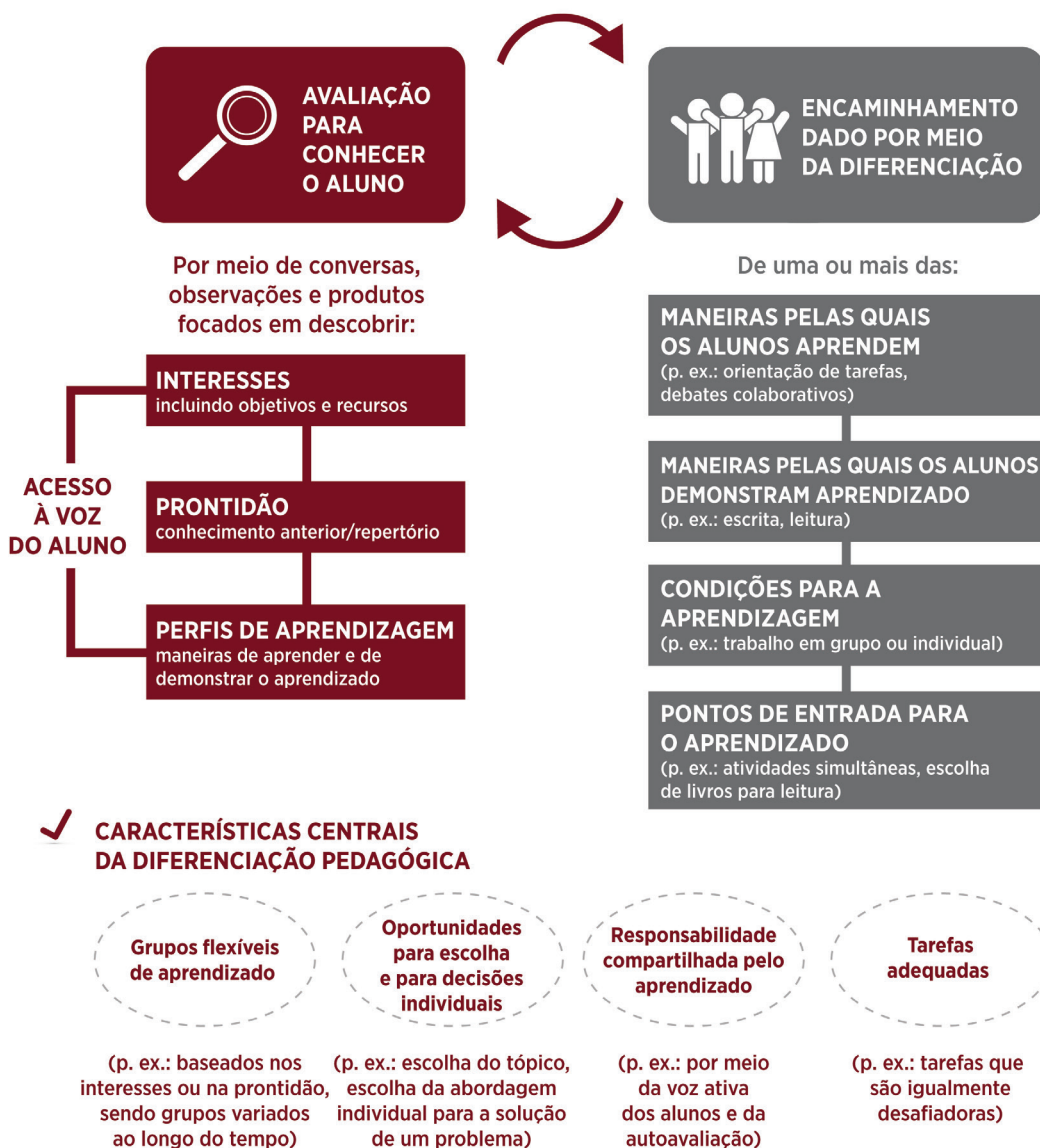 AVALIAÇÃO
PARA
CONHECER
O ALUNO
Por meio de conversas,
observações e produtos
focados em descobrir:
INTERESSES
incluindo objetivos e recursos
PRONTIDÃO
conhecimento anterior/repertório
PERFIS DE APRENDIZAGEM
maneiras de aprender e de
demonstrar o aprendizado
ACESSO
À VOZ
DO ALUNO
ENCAMINHAMENTO
DADO POR MEIO
DA DIFERENCIAÇÃO
De uma ou mais das:
MANEIRAS PELAS QUAIS
OS ALUNOS APRENDEM
(p. ex.: orientação de tarefas,
debates colaborativos)
MANEIRAS PELAS QUAIS OS ALUNOS
DEMONSTRAM APRENDIZADO
(p. ex.: escrita, leitura)
CONDIÇÕES PARA A
APRENDIZAGEM
(p. ex.: trabalho em grupo ou individual)
PONTOS DE ENTRADA PARA
O APRENDIZADO
(p. ex.: atividades simultâneas, escolha
de livros para leitura)
CARACTERÍSTICAS CENTRAIS
DA DIFERENCIAÇÃO PEDAGÓGICA
Grupos flexíveis
de aprendizado
(p. ex.: baseados nos
interesses ou na prontidão,
sendo grupos variados
ao longo do tempo)
Oportunidades
para escolha
e para decisões
individuais
(p. ex.: escolha do tópico,
escolha da abordagem
individual para a solução
de um problema)
Responsabilidade
compartilhada pelo
aprendizado
(p. ex.: por meio
da voz ativa
dos alunos e da
autoavaliação)
Tarefas
adequadas
(p. ex.: tarefas que
são igualmente
desafiadoras)